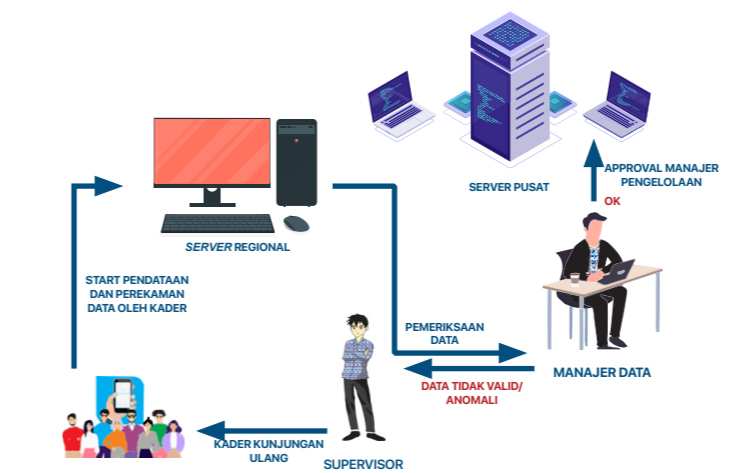 SERVER PUSAT
APPROVAL MANAJER
PENGELOLAAN
OK
SERVER REGIONAL
START PENDATAAN
DAN PEREKAMAN
DATA OLEH KADER
PEMERIKSAAN
DATA
MANAJER DATA
DATA TIDAK VALID/
ANOMALI
KADER KUNJUNGAN
ULANG
SUPERVISOR